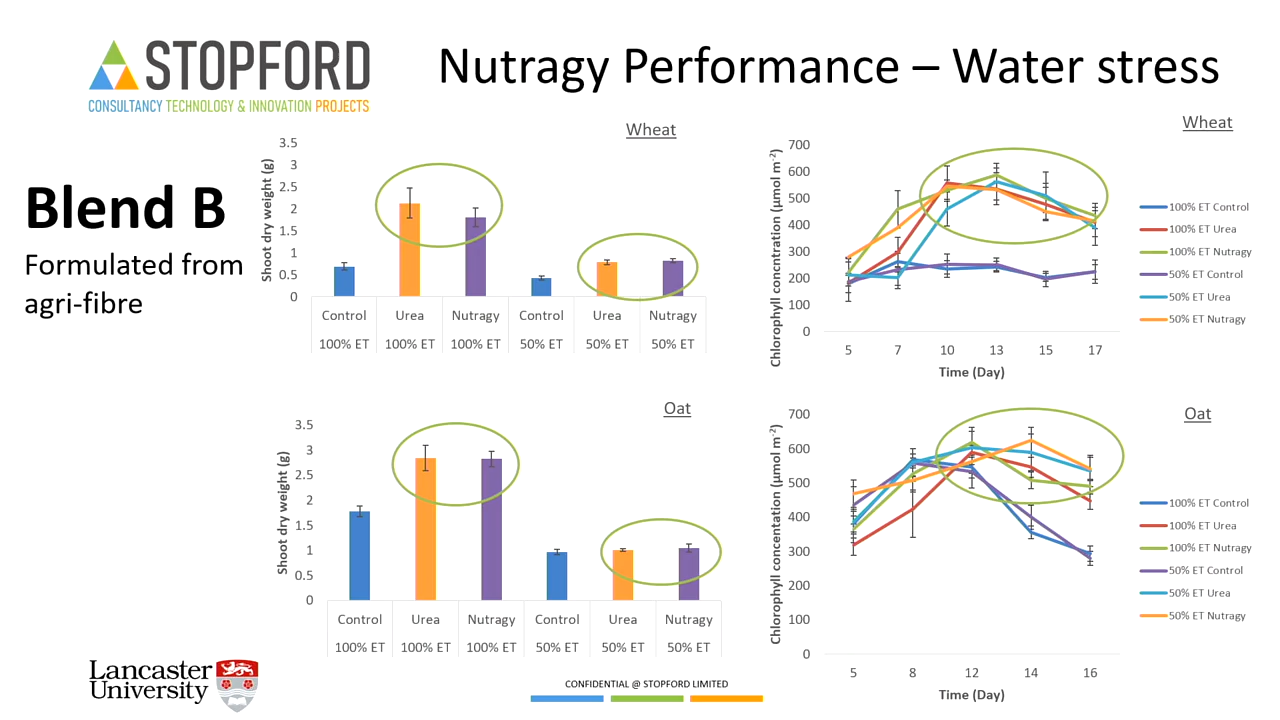 STOPFORD
CONSULTANCY TECHNOLOGY & INNOVATION PROJECTS
Nutragy Performance – Water stress
Blend B
Formulated from
agri-fibre
Wheat
Shoot dry weight (g)
3.5
3
2.5
2
1.5
1
0.5
0
Control Urea Nutragy Control Urea Nutragy
100% ET 100% ET 100% ET 50% ET 50% ET 50% ET
Wheat
Chlorophyll concentration (µmol m-2)
700
600
500
400
300
200
100
0
5 7 10 13 15 17
Time (Day)
100% ET Control
100% ET Urea
100% ET Nutragy
50% ET Control
50% ET Urea
50% ET Nutragy
Oat
Shoot dry weight (g)
3.5
3
2.5
2
1.5
1
0.5
0
Control Urea Nutragy Control Urea Nutragy
100% ET 100% ET 100% ET 50% ET 50% ET 50% ET
Oat
Chlorophyll concentation (µmol m-2)
700
600
500
400
300
200
100
0
5 8 12 14 16
Time (Day)
100% ET Control
100% ET Urea
100% ET Nutragy
50% ET Control
50% ET Urea
50% ET Nutragy
Lancaster
University
CONFIDENTIAL @ STOPFORD LIMITED